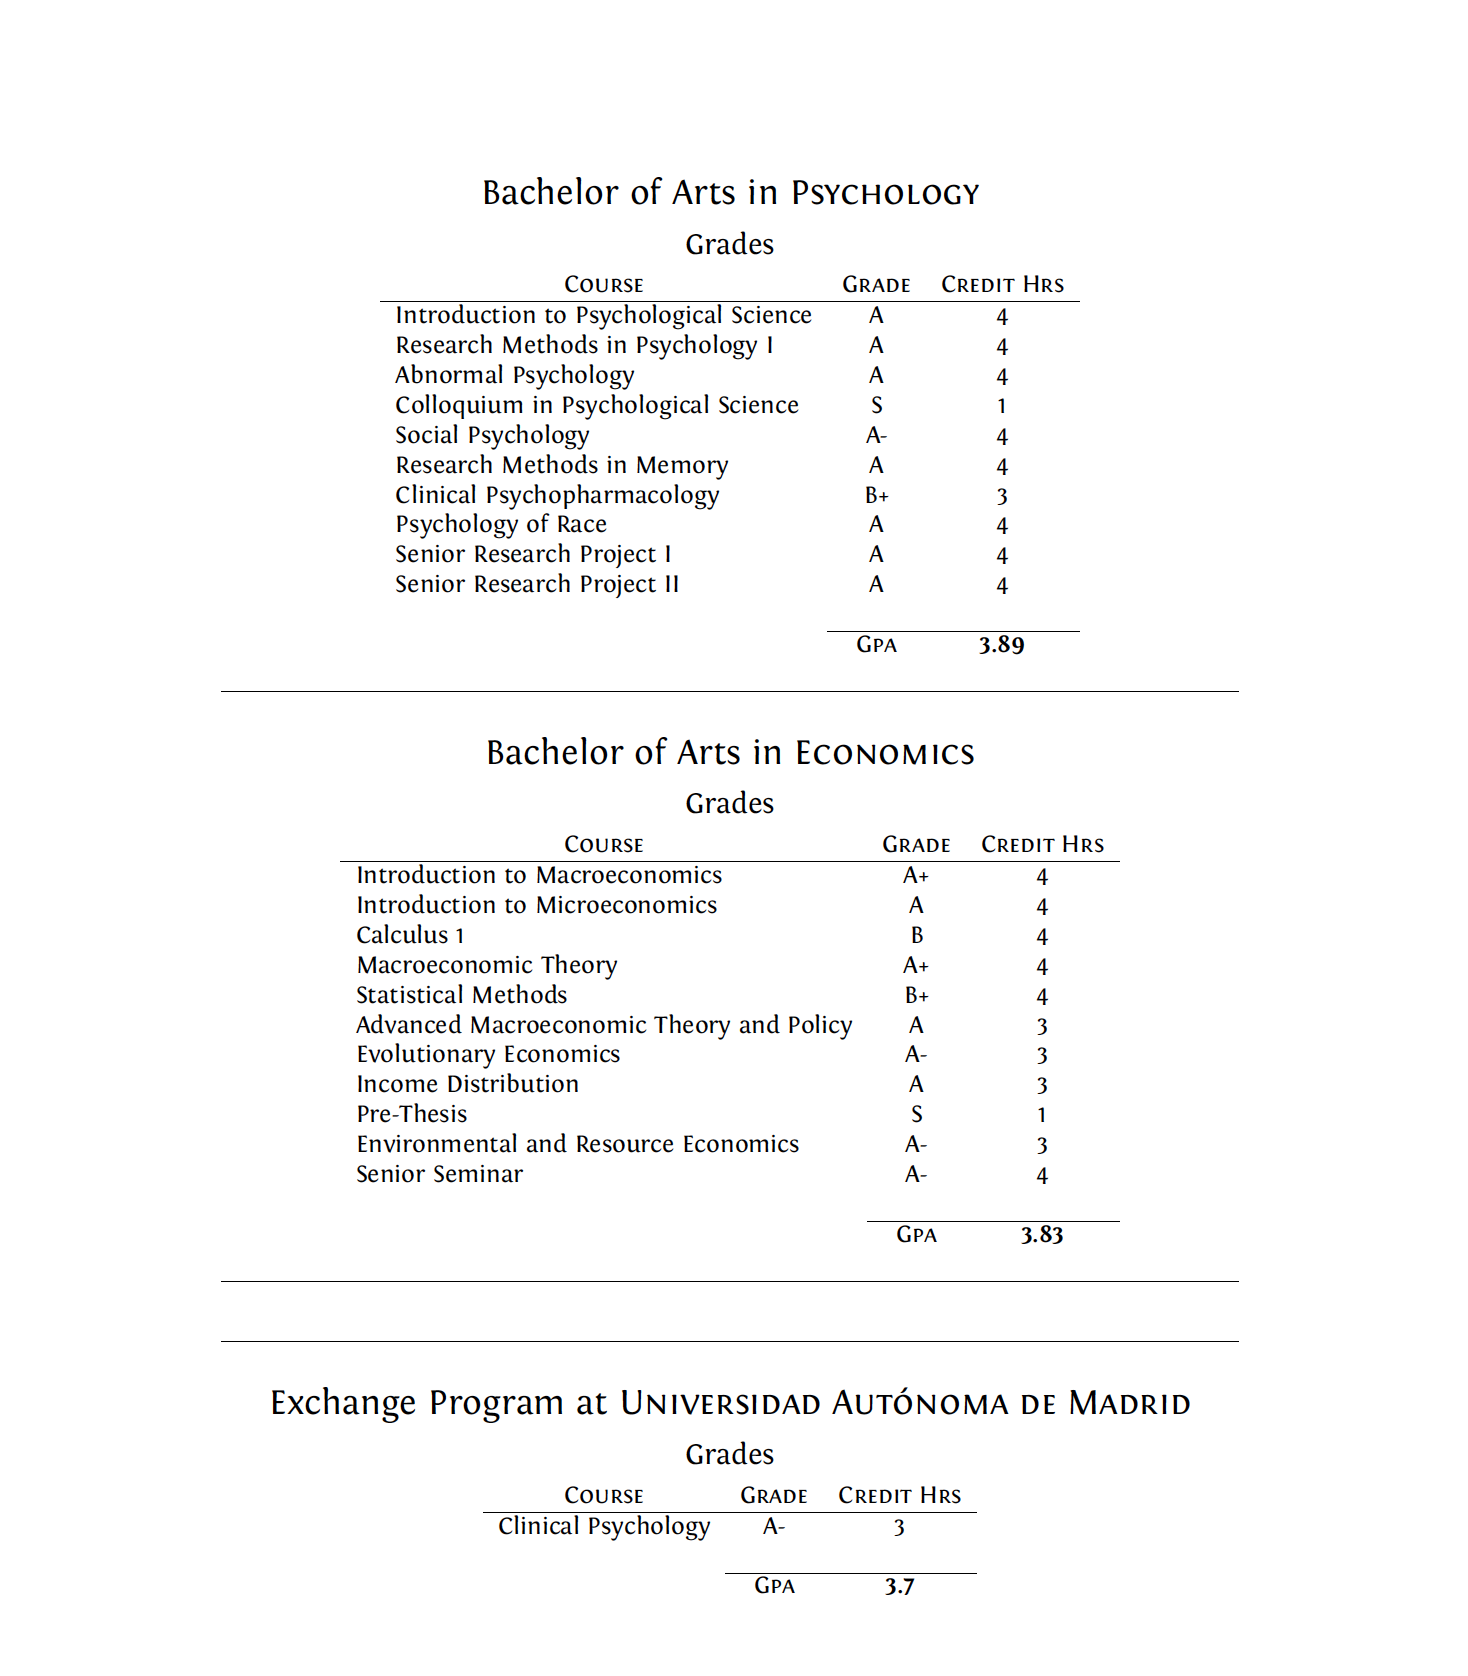 Bachelor of Arts in Psychology
Grades
Course Grade Credit Hrs
Introduction to Psychological Science A 4
Research Methods in Psychology I A 4
Abnormal Psychology A 4
Colloquium in Psychological Science S 1
Social Psychology A- 4
Research Methods in Memory A 4
Clinical Psychopharmacology B+ 3
Psychology of Race A 4
Senior Research Project I A 4
Senior Research Project II A 4
Gpa 3.89
Bachelor of Arts in Economics
Grades
Course Grade Credit Hrs
Introduction to Macroeconomics A+ 4
Introduction to Microeconomics A 4
Calculus 1 B 4
Macroeconomic Theory A+ 4
Statistical Methods B+ 4
Advanced Macroeconomic Theory and Policy A 3
Evolutionary Economics A- 3
Income Distribution A 3
Pre-Thesis S 1
Environmental and Resource Economics A- 3
Senior Seminar A- 4
Gpa 3.83
Exchange Program at Universidad Autónoma de Madrid
Grades
Course Grade Credit Hrs
Clinical Psychology A- 3
Gpa 3.7